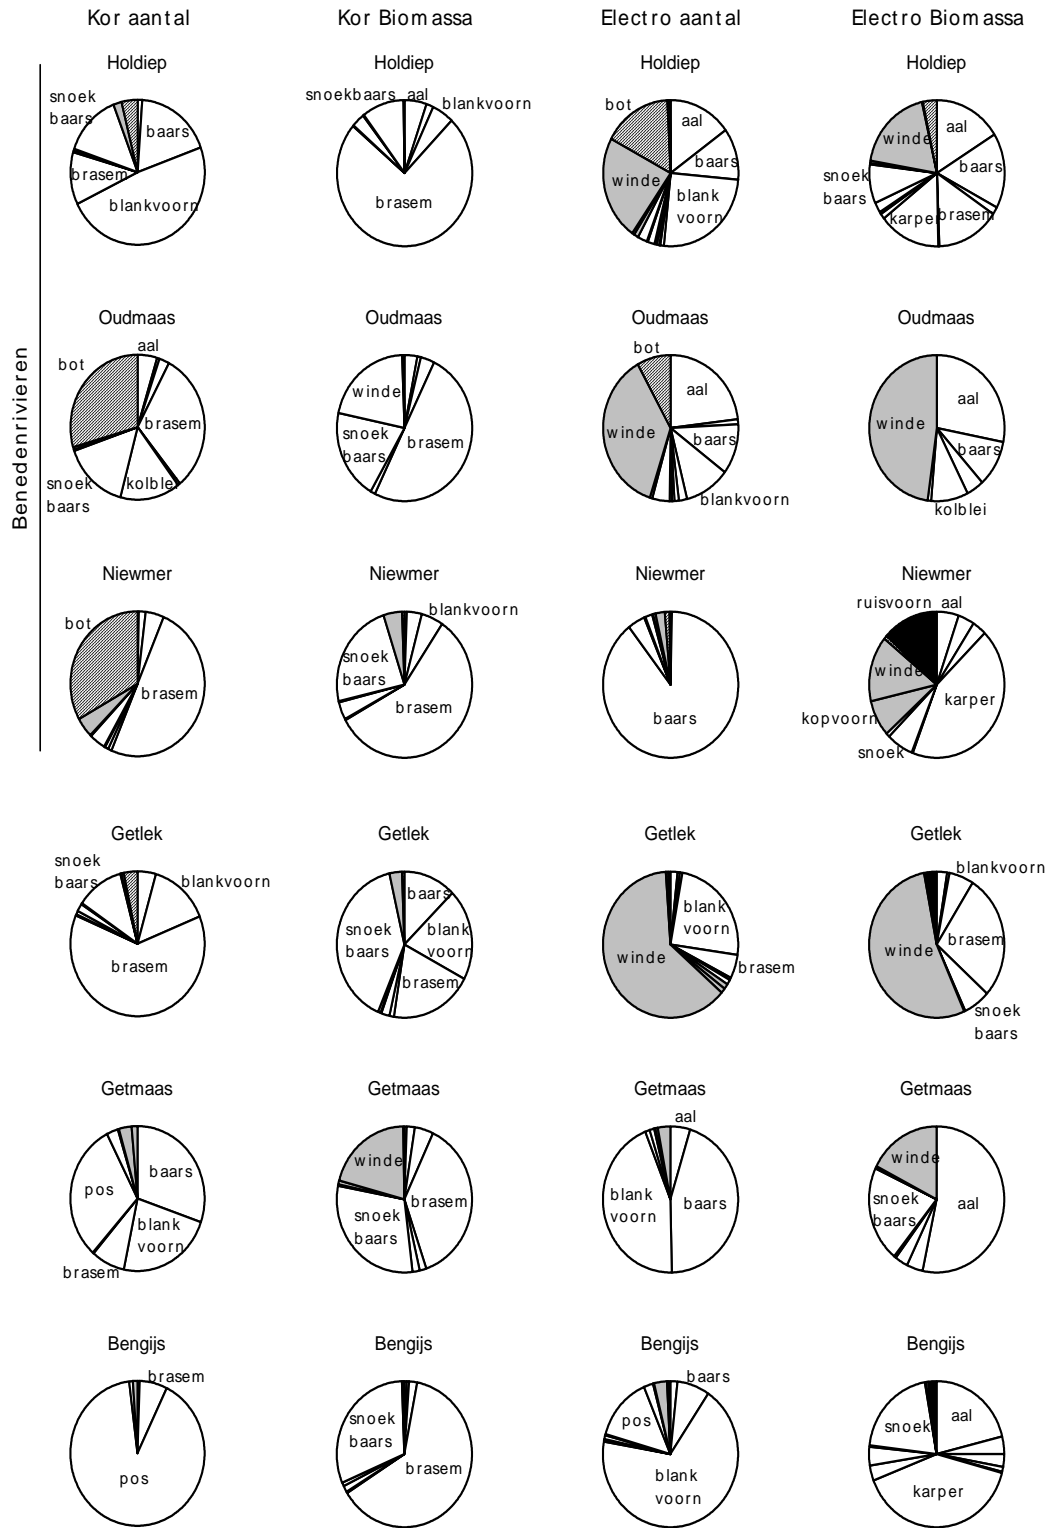 Kor aantal
Kor Biomassa
Electro aantal
Electro Biomassa
Benedenrivieren
Holdiep
snoek
baars
baars
brasem
blankvoorn
Holdiep
snoekbaars
aal
blankvoorn
brasem
Holdiep
bot
aal
baars
winde
blank
voorn
Holdiep
winde
aal
baars
snoek
baars
karper
brasem
Oudmaas
bot
aal
brasem
snoek
baars
kolblei
Oudmaas
winde
snoek
baars
brasem
Oudmaas
bot
aal
winde
baars
blankvoorn
Oudmaas
winde
aal
baars
kolblei
Niewmer
bot
brasem
Niewmer
blankvoorn
snoek
baars
brasem
Niewmer
baars
Niewmer
ruisvoorn
aal
winde
karper
kopvoorn
snoek
Getlek
snoek
baars
blankvoorn
brasem
Getlek
baars
snoek
baars
blank
voorn
brasem
Getlek
blank
voorn
winde
brasem
Getlek
blankvoorn
winde
brasem
snoek
baars
Getmaas
baars
pos
blank
voorn
brasem
Getmaas
winde
brasem
snoek
baars
Getmaas
aal
blank
voorn
baars
Getmaas
winde
snoek
baars
aal
Bengijs
brasem
pos
Bengijs
snoek
baars
brasem
Bengijs
baars
pos
blank
voorn
Bengijs
snoek
aal
karper